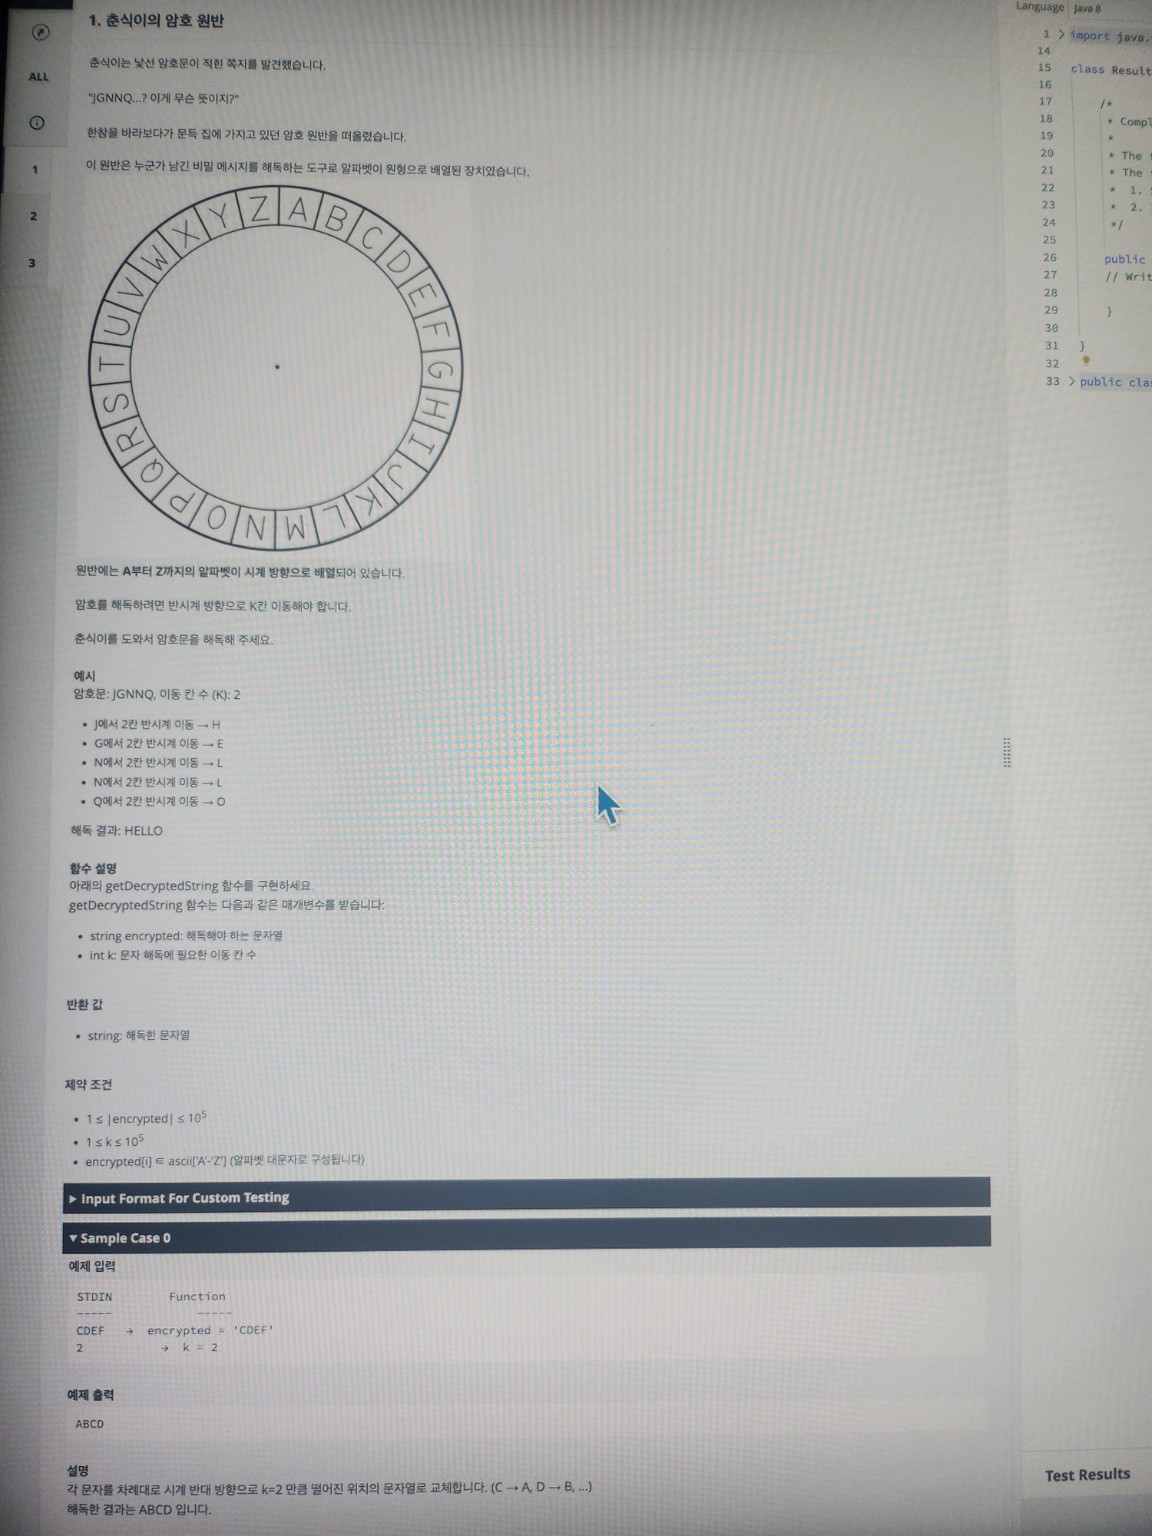 1. 춘식이의 암호 원반
춘식이는 낯선 암호문이 적힌 쪽지를 발견했습니다.
"JGNNQ...? 이게 무슨 뜻이지?"
한참을 바라보다가 문득 집에 가지고 있던 암호 원반을 떠올렸습니다.
이 원반은 누군가 남긴 비밀 메시지를 해독하는 도구로 알파벳이 원형으로 배열된 장치였습니다.
ALL
1
2
3
A B C D E F G H I J K L M N O P Q R S T U V W X Y Z
원반에는 A부터 Z까지의 알파벳이 시계 방향으로 배열되어 있습니다.
암호를 해독하려면 반시계 방향으로 K칸 이동해야 합니다.
춘식이를 도와서 암호문을 해독해 주세요.
예시
암호문: JGNNQ, 이동 칸 수 (K): 2
• J에서 2칸 반시계 이동 → H
• G에서 2칸 반시계 이동 → E
• N에서 2칸 반시계 이동 → L
• N에서 2칸 반시계 이동 → L
• Q에서 2칸 반시계 이동 → O
해독 결과: HELLO
함수 설명
아래의 getDecryptedString 함수를 구현하세요.
getDecryptedString 함수는 다음과 같은 매개변수를 받습니다:
• string encrypted: 해독해야 하는 문자열
• int k: 문자 해독에 필요한 이동 칸 수
반환 값
• string: 해독한 문자열
제약 조건
• 1 ≤ |encrypted| ≤ 10⁵
• 1 ≤ k ≤ 10⁵
• encrypted[i] ∈ ascii['A'-'Z'] (알파벳 대문자로 구성됩니다)
▶ Input Format For Custom Testing
▼ Sample Case 0
예제 입력
STDIN Function
----- -----
CDEF → encrypted = 'CDEF'
2 → k = 2
예제 출력
ABCD
설명
각 문자를 차례대로 시계 반대 방향으로 k=2 만큼 떨어진 위치의 문자열로 교체합니다. (C → A, D → B, ...)
해독한 결과는 ABCD 입니다.
Language Java 8
1 > import java.
14
15 class Result
16
17 /*
18 * Compl
19 *
20 * The
21 * The
22 * 1.
23 * 2.
24 */
25
26 public
27 // Writ
28
29 }
30
31 }
32
33 > public clas
Test Results